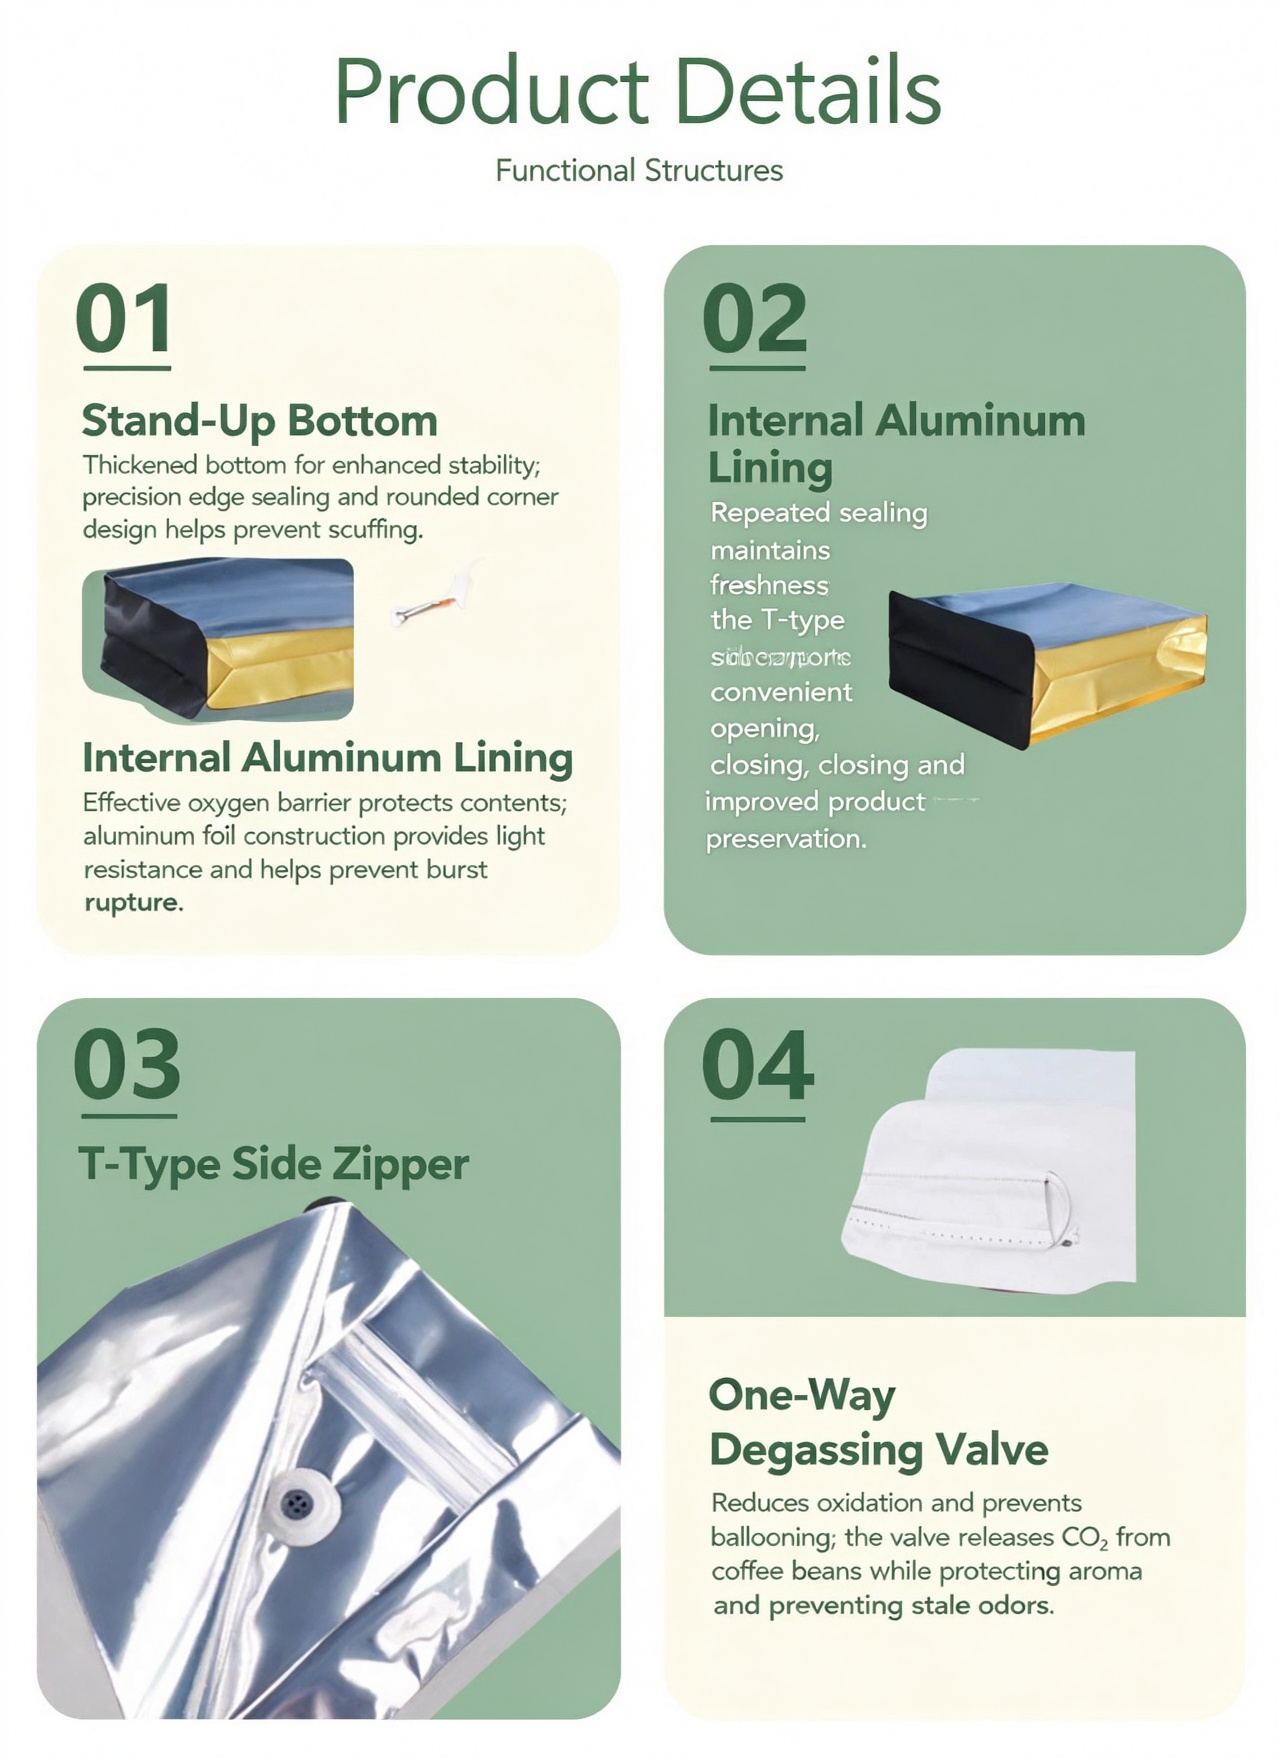 Product Details
Functional Structures
01
Stand-Up Bottom
Thickened bottom for enhanced stability;
precision edge sealing and rounded corner
design helps prevent scuffing.
Internal Aluminum Lining
Effective oxygen barrier protects contents;
aluminum foil construction provides light
resistance and helps prevent burst
rupture.
02
Internal Aluminum
Lining
Repeated sealing
maintains
freshness
the T-type
convenient
opening,
closing, closing and
improved product
preservation.
03
T-Type Side Zipper
04
One-Way
Degassing Valve
Reduces oxidation and prevents
ballooning; the valve releases CO₂ from
coffee beans while protecting aroma
and preventing stale odors.